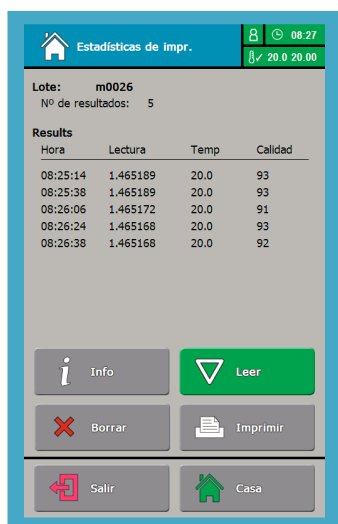 Estadísticas de impr.
8 08:27
20.0 20.00
Lote: m0026
Nº de resultados: 5
Results
Hora Lectura Temp Calidad
08:25:14 1.465189 20.0 93
08:25:38 1.465189 20.0 93
08:26:06 1.465172 20.0 91
08:26:24 1.465168 20.0 93
08:26:38 1.465168 20.0 92
i Info
Leer
Borrar
Imprimir
Salir
Casa